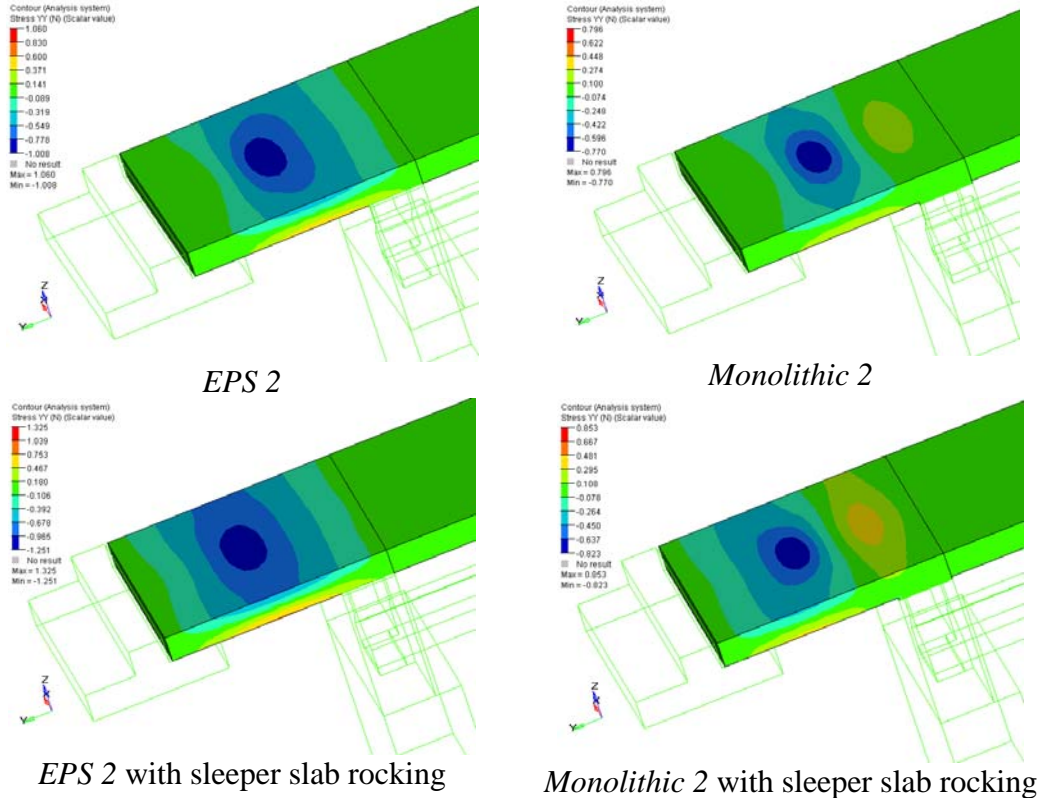 Contour (Analysis system)
Stress YY (N) (Scalar value)
1.060
0.830
0.600
0.371
0.141
-0.089
-0.319
-0.549
-0.778
-1.008
No result
Max = 1.060
Min = -1.008
Z
X
Y
EPS 2
Contour (Analysis system)
Stress YY (N) (Scalar value)
0.796
0.622
0.448
0.274
0.100
-0.074
-0.248
-0.422
-0.596
-0.770
No result
Max = 0.796
Min = -0.770
Z
X
Y
Monolithic 2
Contour (Analysis system)
Stress YY (N) (Scalar value)
1.325
1.039
0.753
0.467
0.180
-0.106
-0.392
-0.678
-0.965
-1.251
No result
Max = 1.325
Min = -1.251
Z
X
Y
EPS 2 with sleeper slab rocking
Contour (Analysis system)
Stress YY (N) (Scalar value)
0.853
0.667
0.481
0.295
0.108
-0.078
-0.264
-0.450
-0.637
-0.823
No result
Max = 0.853
Min = -0.823
Z
X
Y
Monolithic 2 with sleeper slab rocking